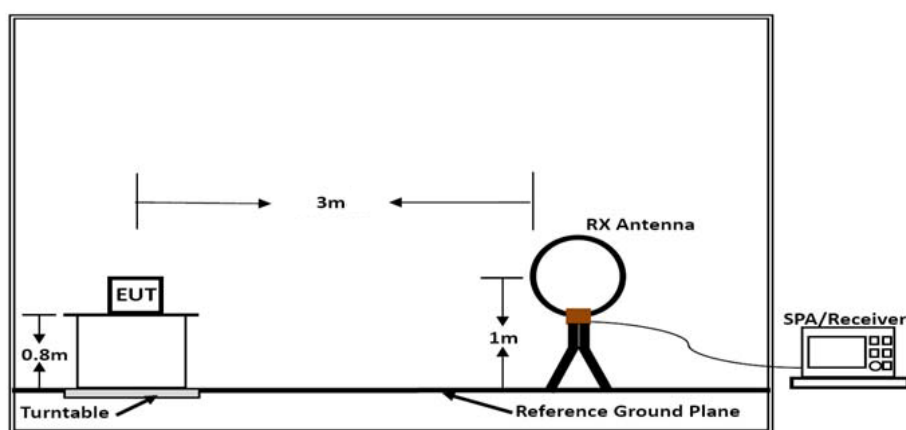 3m
RX Antenna
EUT
SPA/Receiver
0.8m
1m
Turntable
Reference Ground Plane